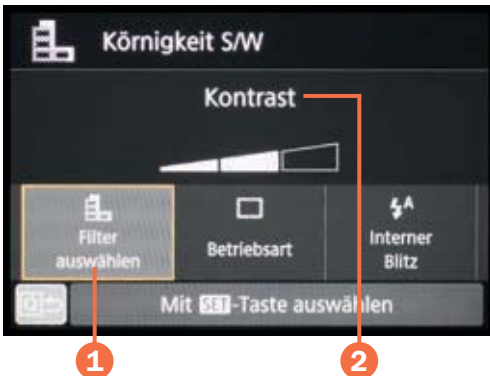 Körnigkeit S/W
Kontrast
Filter
auswählen
Betriebsart
A
Interner
Blitz
Q
Mit SET-Taste auswählen
1
2